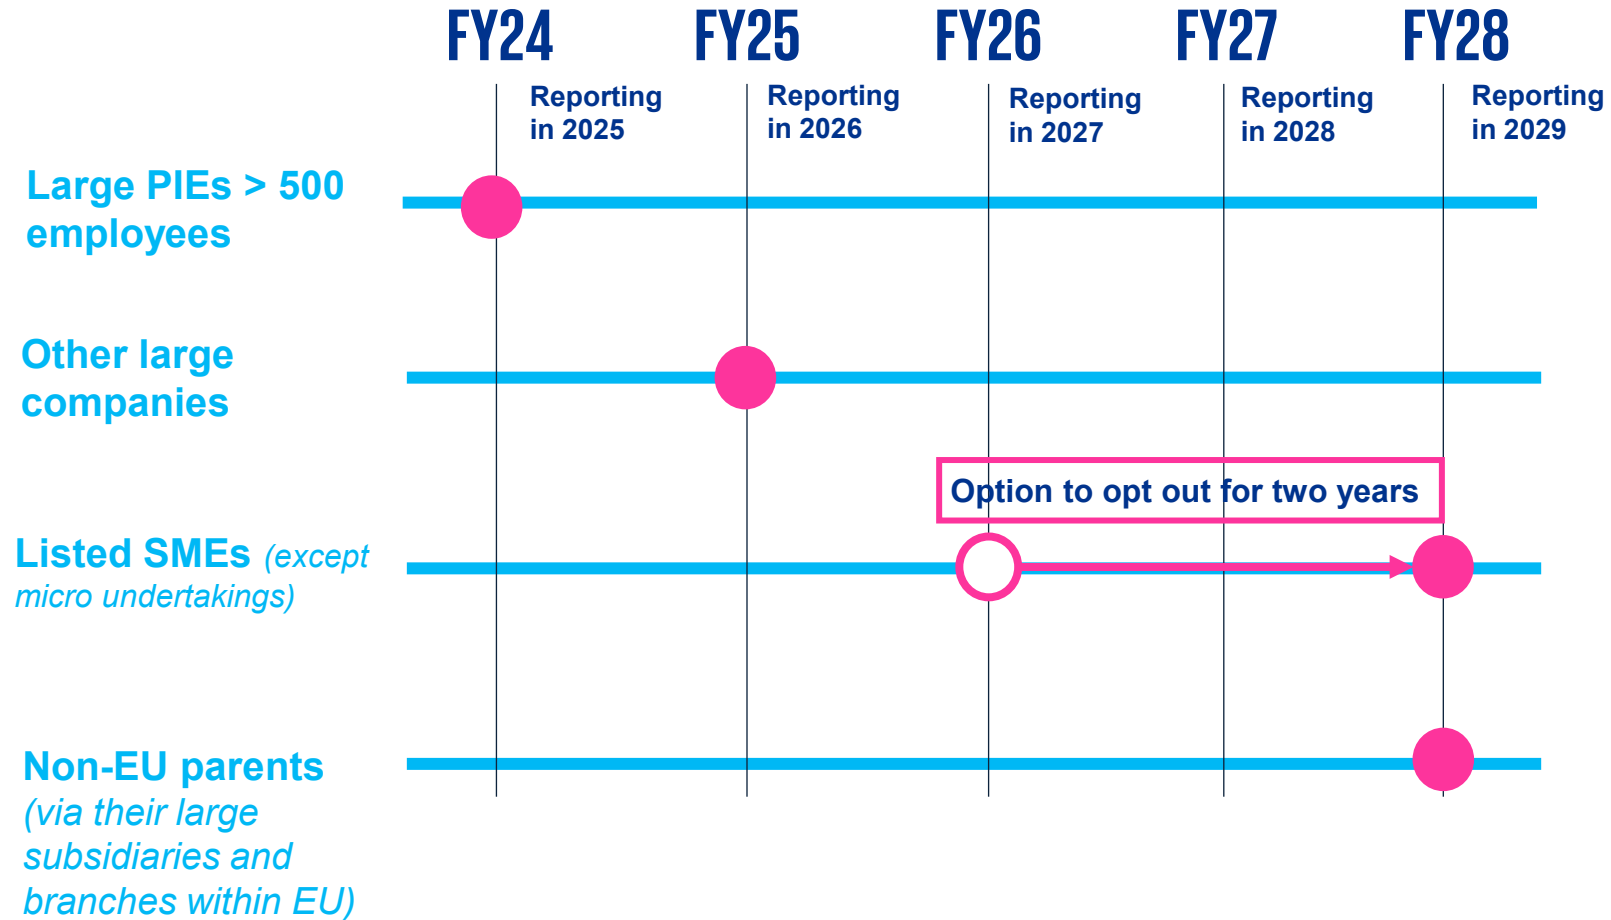 FY24 FY25 FY26 FY27 FY28
Reporting
in 2025
Reporting
in 2026
Reporting
in 2027
Reporting
in 2028
Reporting
in 2029
Large PIEs > 500
employees
Other large
companies
Option to opt out for two years
Listed SMEs (except
micro undertakings)
Non-EU parents
(via their large
subsidiaries and
branches within EU)